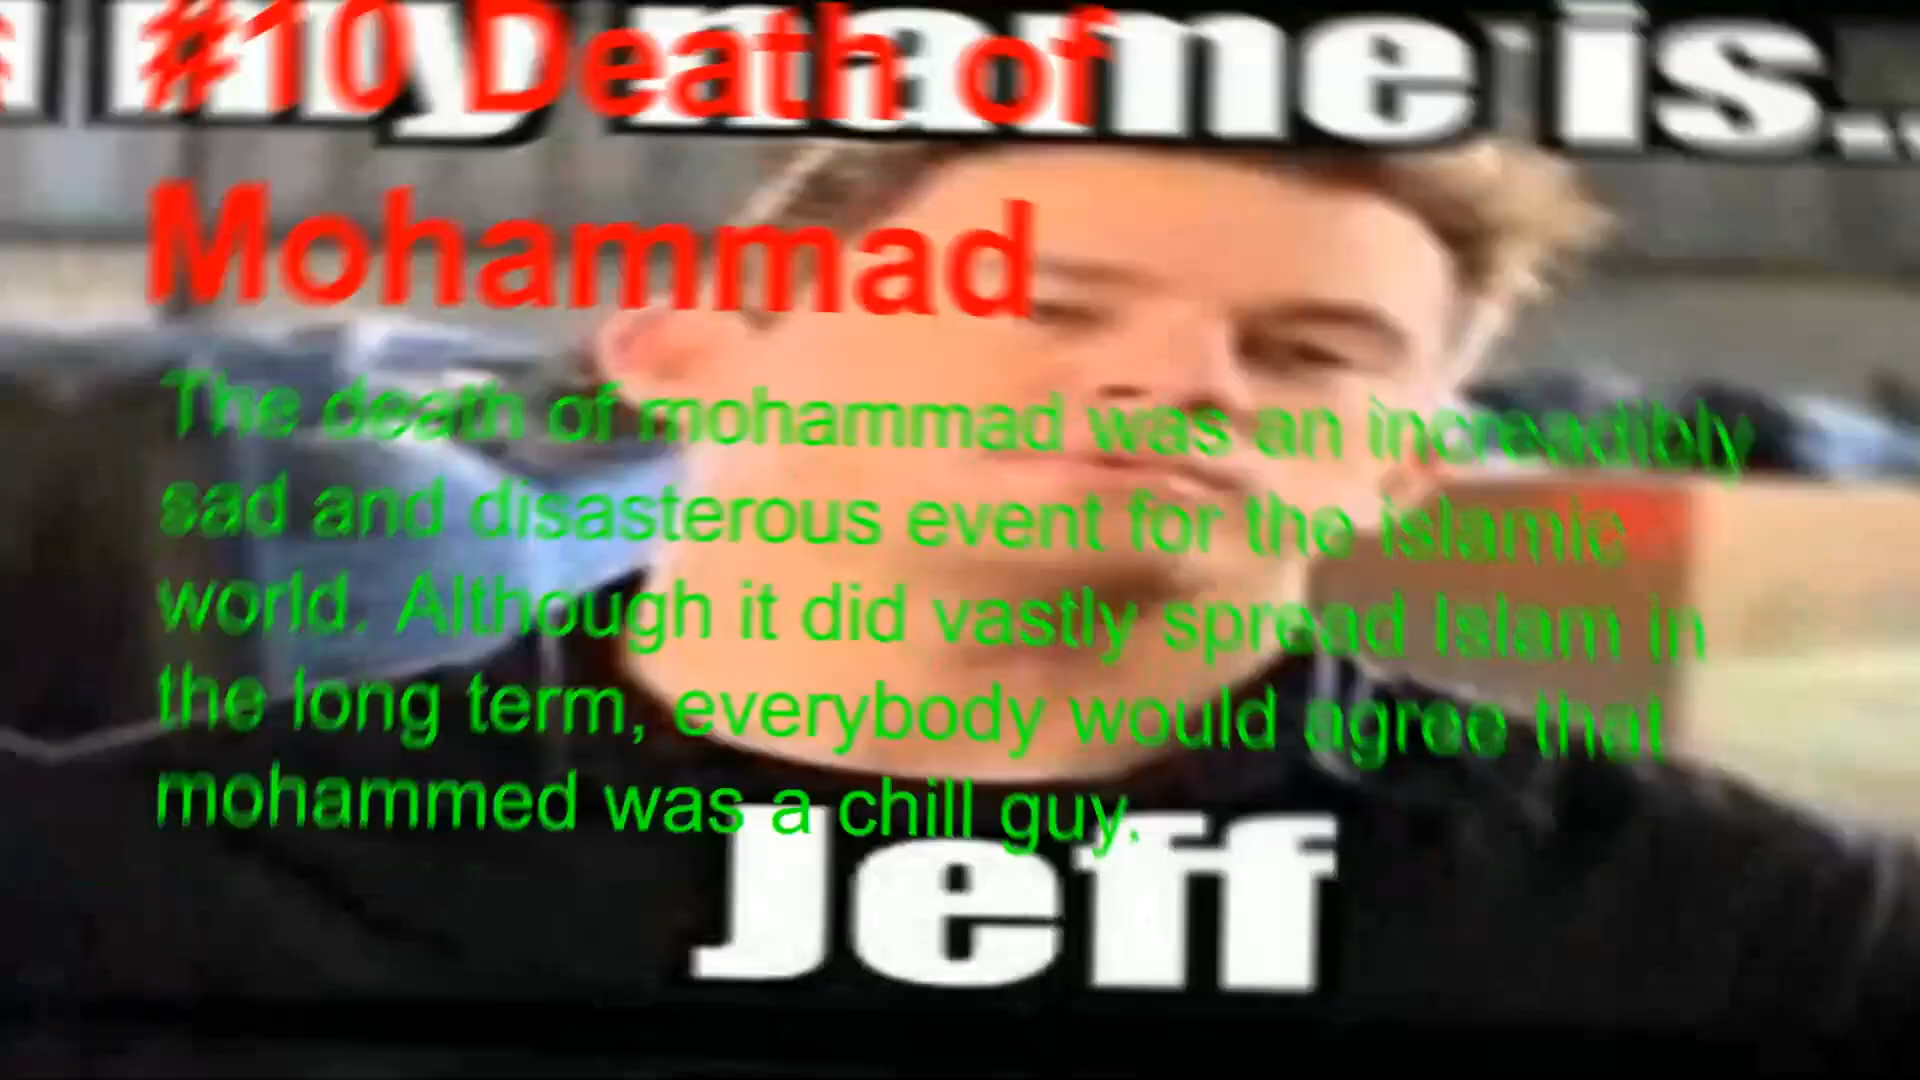 my name is..
#10 Death of
Mohammad
The death of mohammad was an increadibly
sad and disasterous event for the islamic
world. Although it did vastly spread Islam in
the long term, everybody would agree that
mohammed was a chill guy.
Jeff